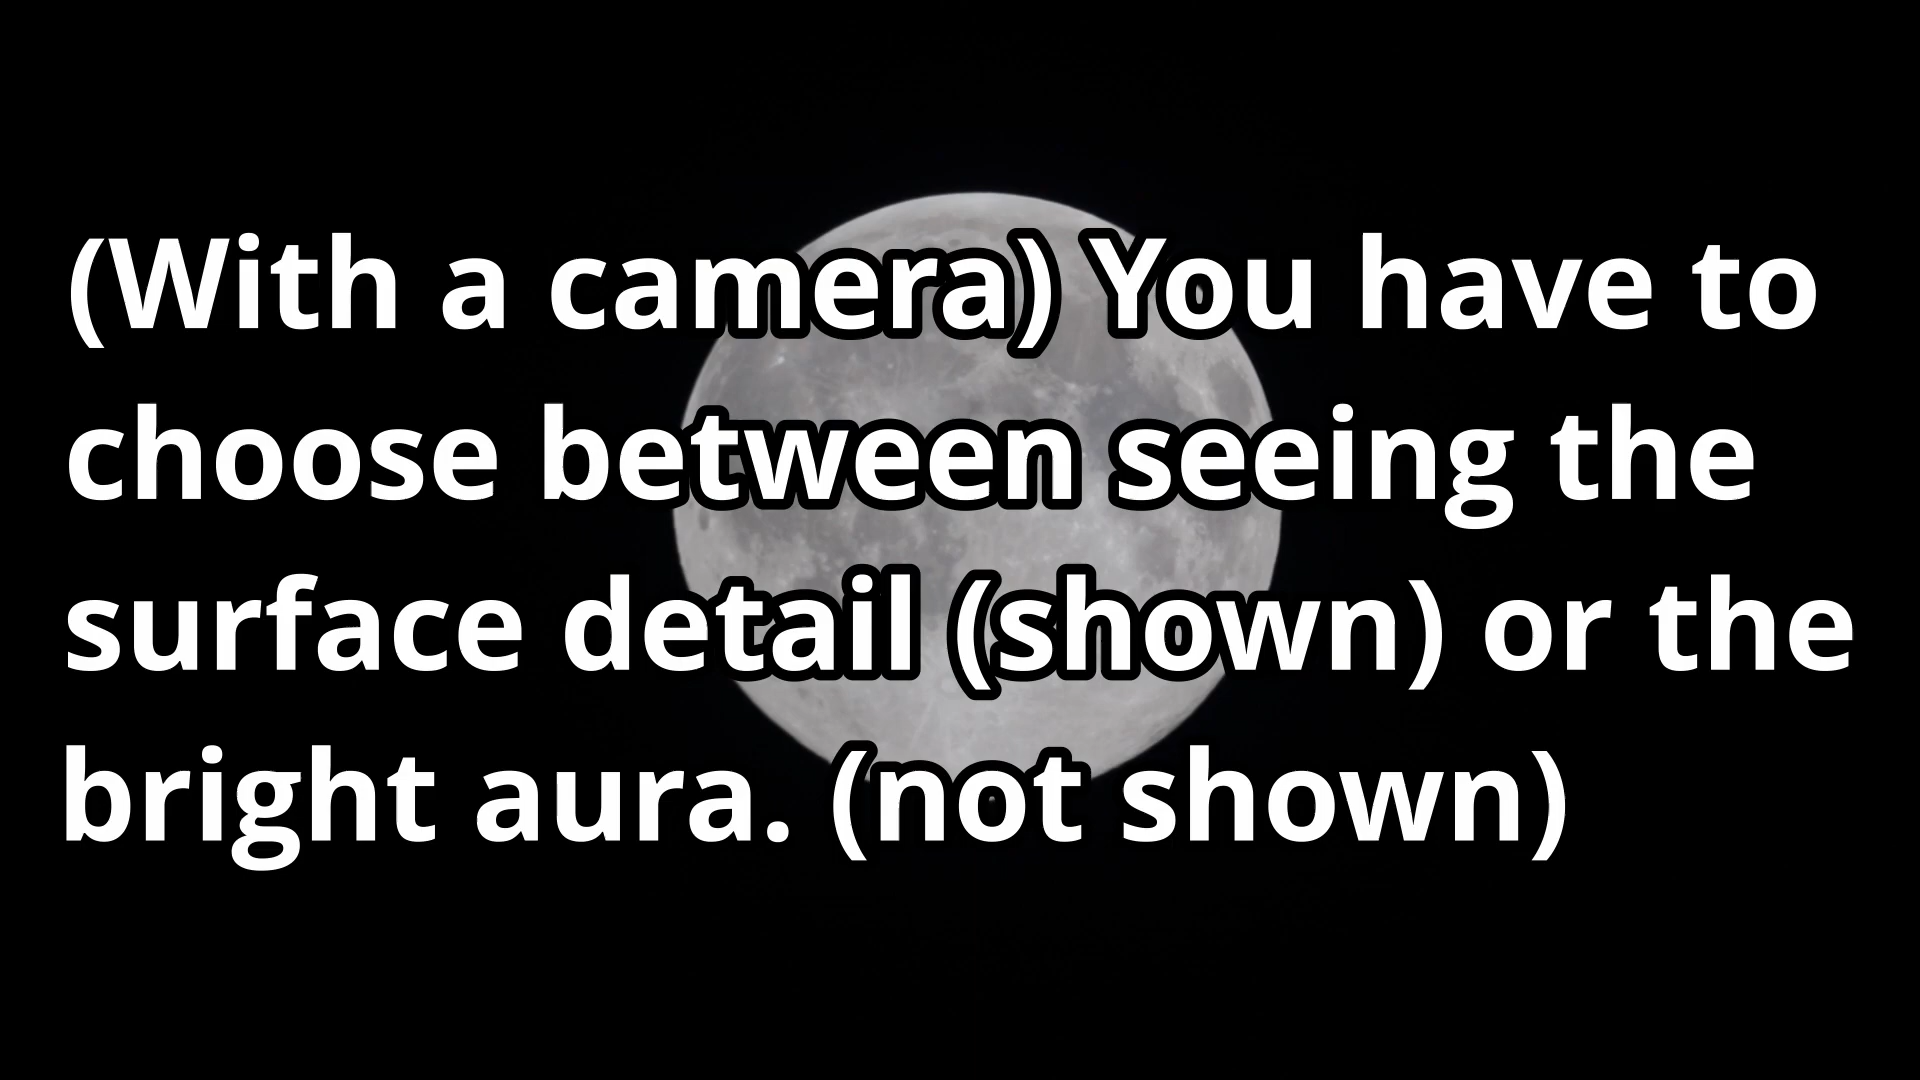 (With a camera) You have to
choose between seeing the
surface detail (shown) or the
bright aura. (not shown)